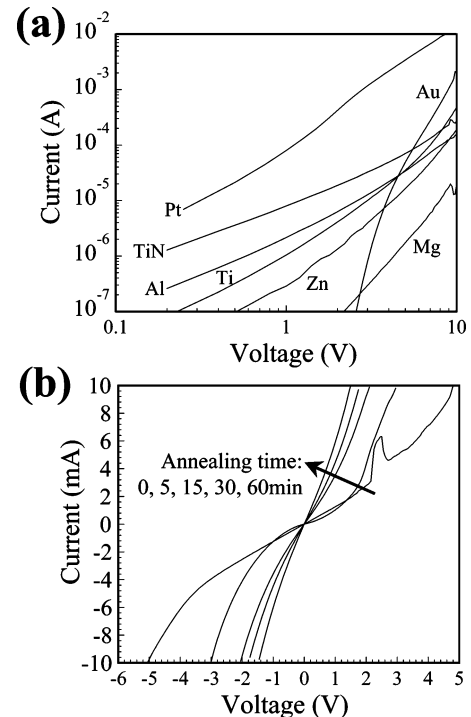 (a)
10^-2
10^-3
10^-4
10^-5
10^-6
10^-7
Current (A)
Au
Pt
TiN
Al
Ti
Zn
Mg
0.1 1 10
Voltage (V)
(b)
10
8
6
4
2
0
-2
-4
-6
-8
-10
Current (mA)
Annealing time:
0, 5, 15, 30, 60min
-6 -5 -4 -3 -2 -1 0 1 2 3 4 5
Voltage (V)